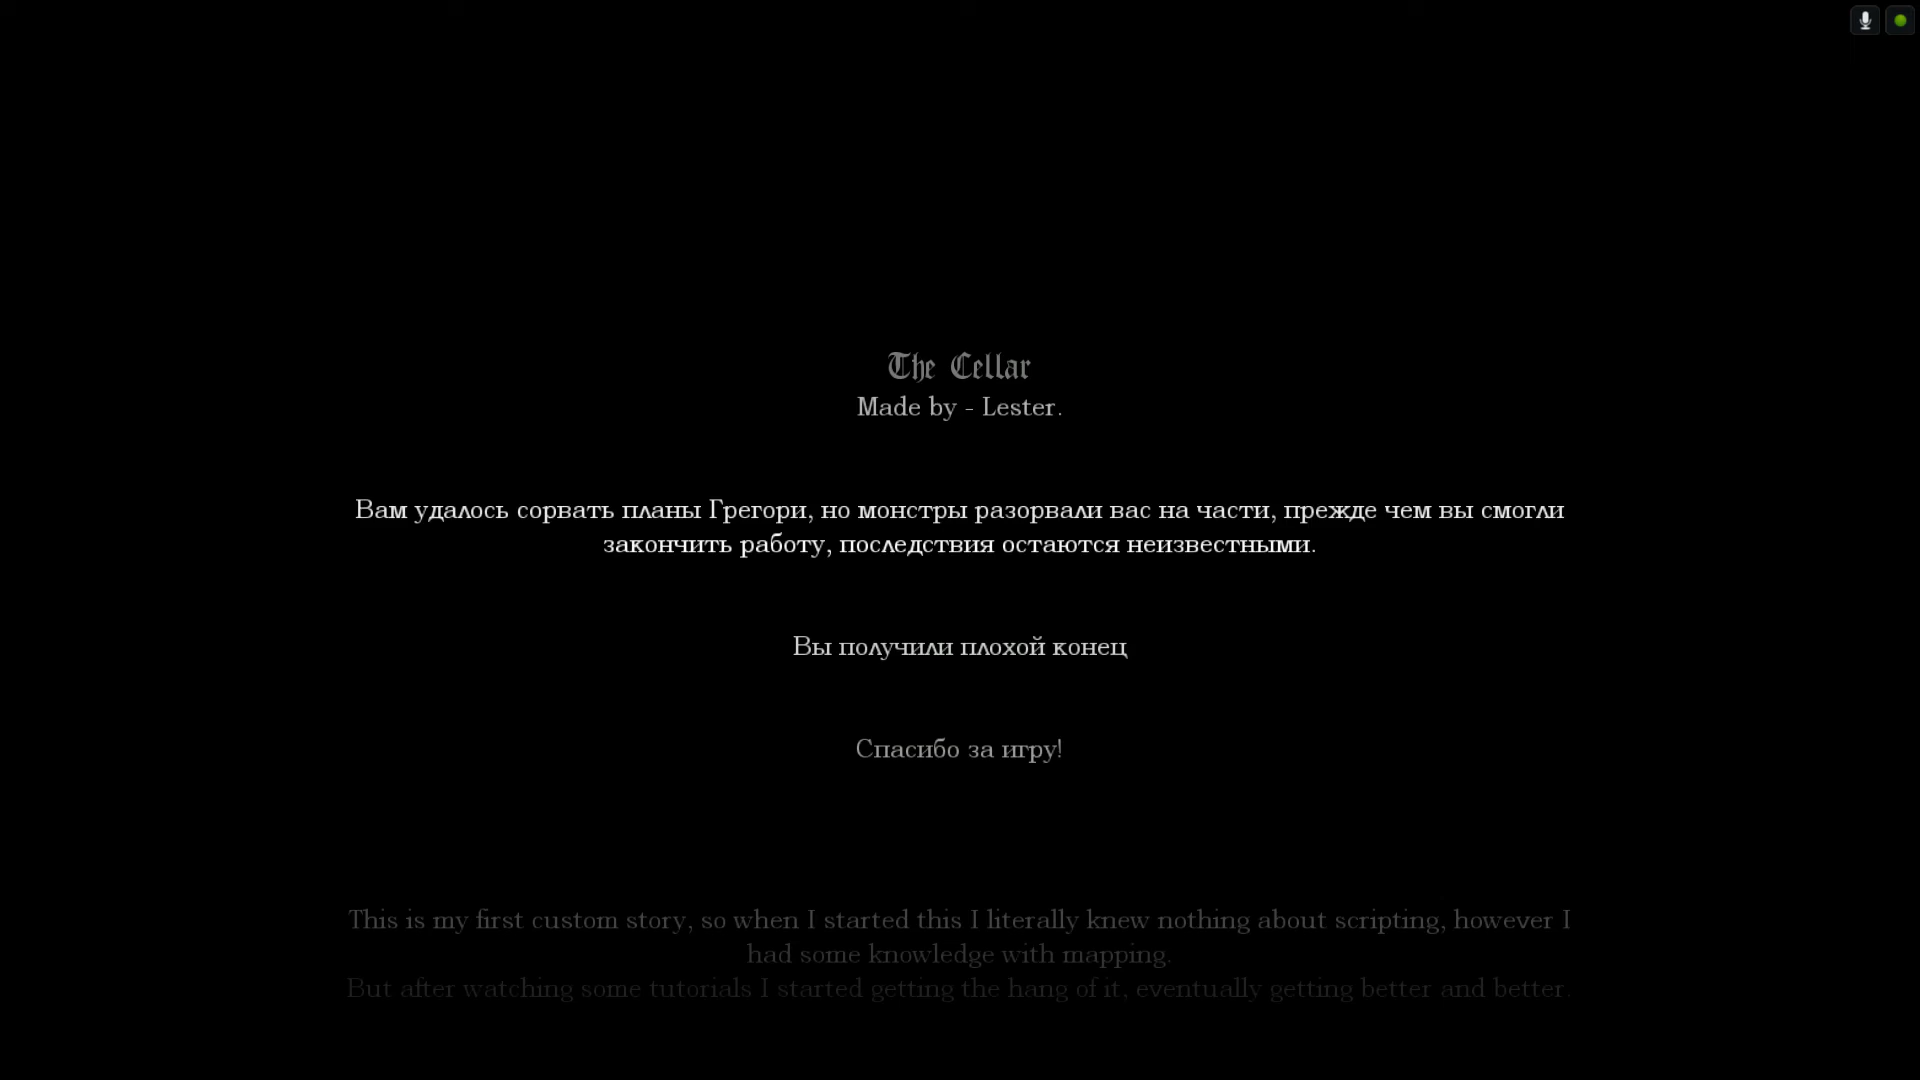 The Cellar
Made by - Lester.
Вам удалось сорвать планы Грегори, но монстры разорвали вас на части, прежде чем вы смогли
закончить работу, последствия остаются неизвестными.
Вы получили плохой конец
Спасибо за игру!
This is my first custom story, so when I started this I literally knew nothing about scripting, however I
had some knowledge with mapping.
But after watching some tutorials I started getting the hang of it, eventually getting better and better.